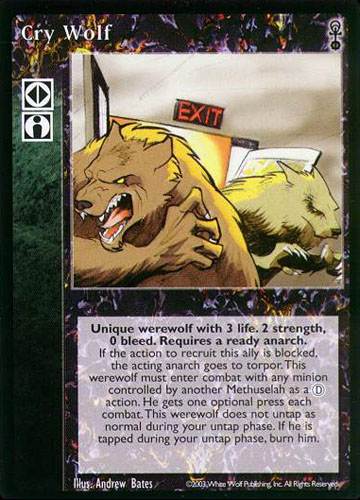 Cry Wolf
EXIT
Unique werewolf with 3 life. 2 strength,
0 bleed. Requires a ready anarch.
If the action to recruit this ally is blocked,
the acting anarch goes to torpor. This
werewolf must enter combat with any minion
controlled by another Methuselah as a Ⓓ
action. He gets one optional press each
combat. This werewolf does not untap as
normal during your untap phase. If he is
tapped during your untap phase, burn him.
Illus: Andrew Bates
©2003, White Wolf Publishing, Inc. All Rights Reserved.